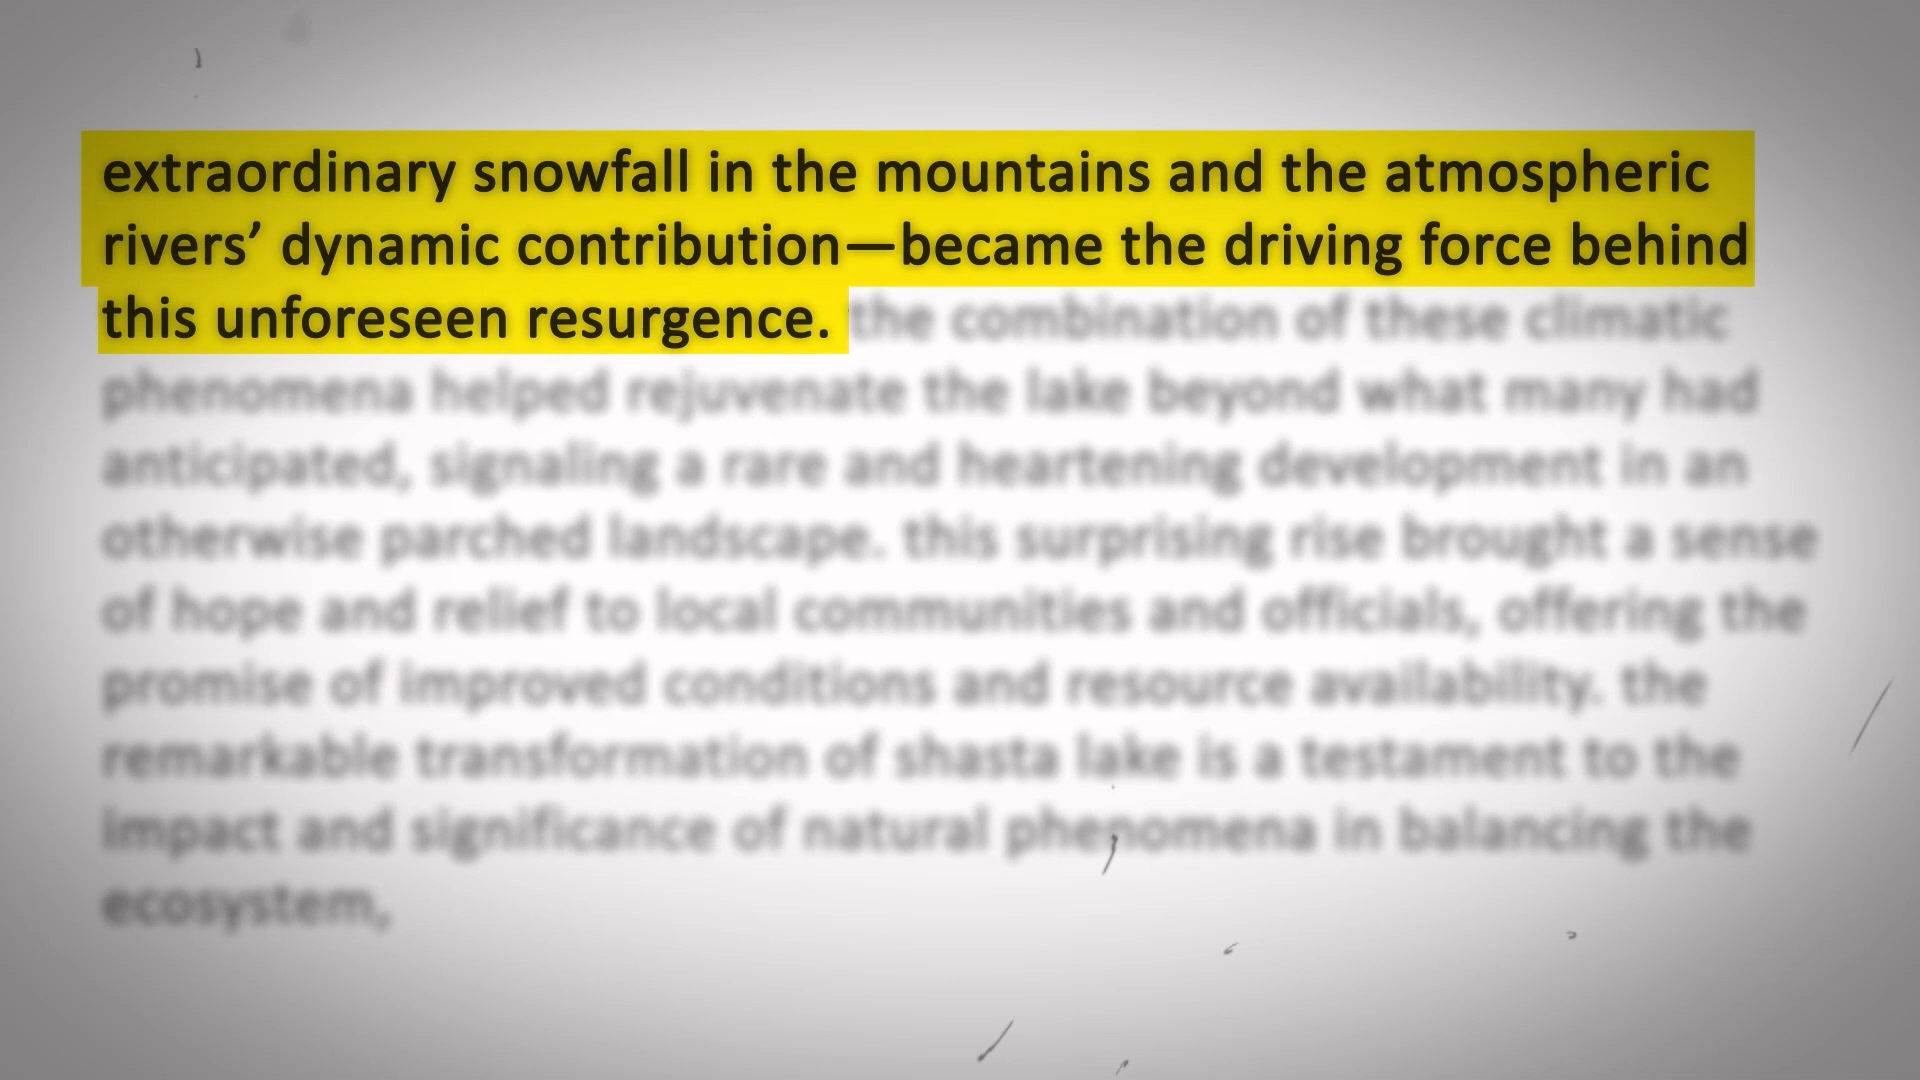 extraordinary snowfall in the mountains and the atmospheric
rivers’ dynamic contribution—became the driving force behind
this unforeseen resurgence. the combination of these climatic
phenomena helped rejuvenate the lake beyond what many had
anticipated, signaling a rare and heartening development in an
otherwise parched landscape. this surprising rise brought a sense
of hope and relief to local communities and officials, offering the
promise of improved conditions and resource availability. the
remarkable transformation of shasta lake is a testament to the
impact and significance of natural phenomena in balancing the
ecosystem,